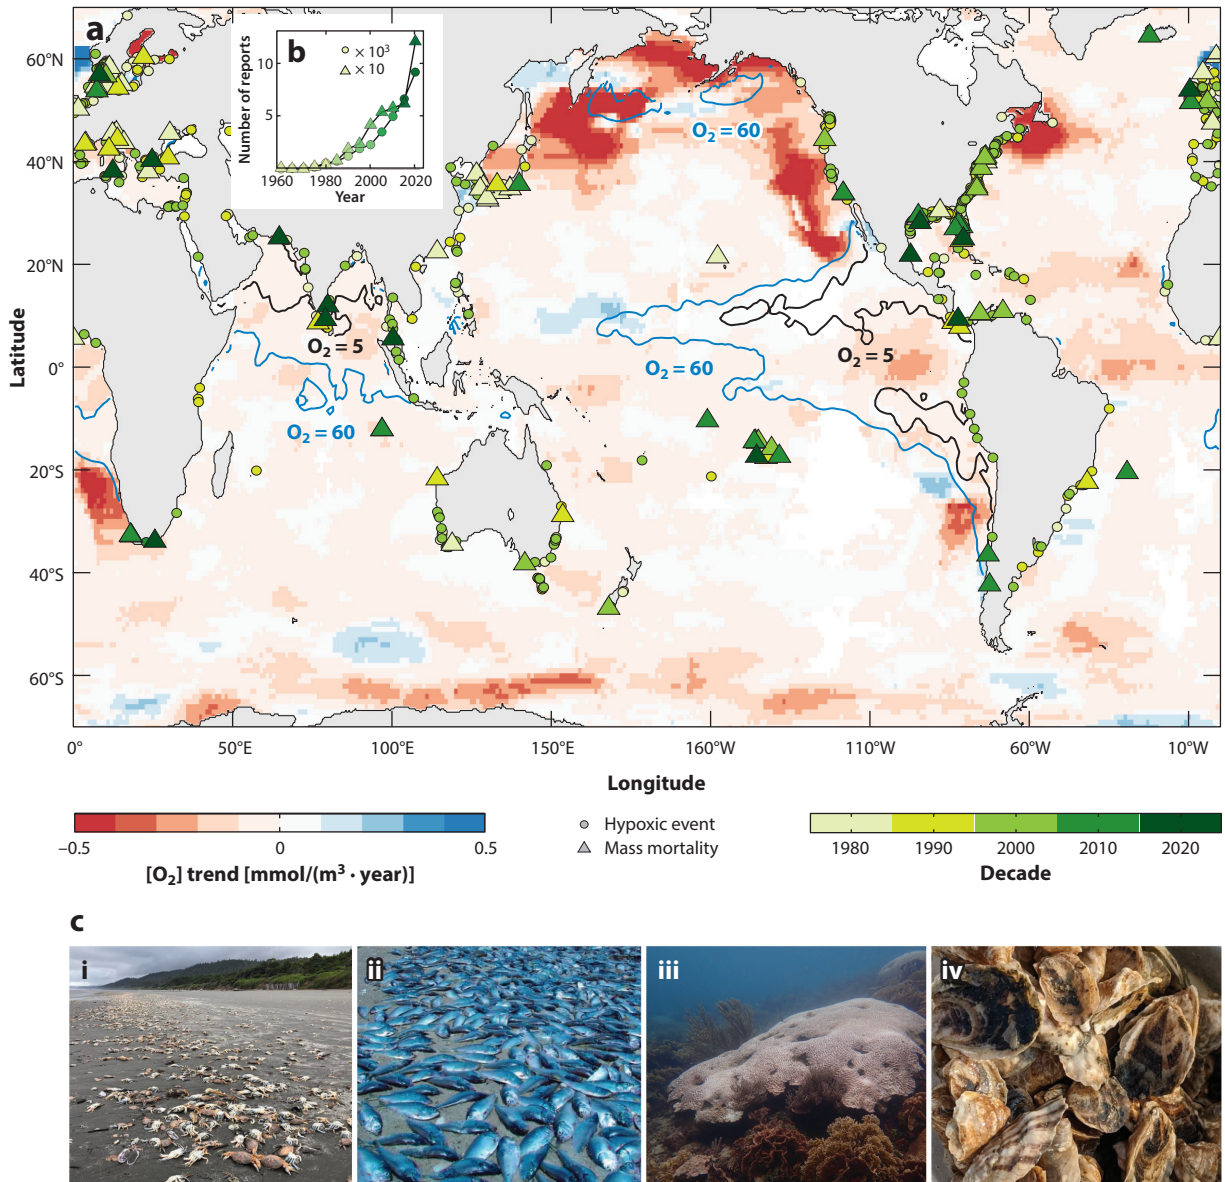 a
b
Number of reports
10
5
× 10³
× 10
1960
1980
2000
2020
Year
Latitude
60°N
40°N
20°N
0°
20°S
40°S
60°S
O₂ = 60
O₂ = 5
O₂ = 60
O₂ = 60
O₂ = 5
0°
50°E
100°E
150°E
160°W
110°W
60°W
10°W
Longitude
–0.5
0
0.5
[O₂] trend [mmol/(m³ · year)]
Hypoxic event
Mass mortality
1980
1990
2000
2010
2020
Decade
c
i
ii
iii
iv